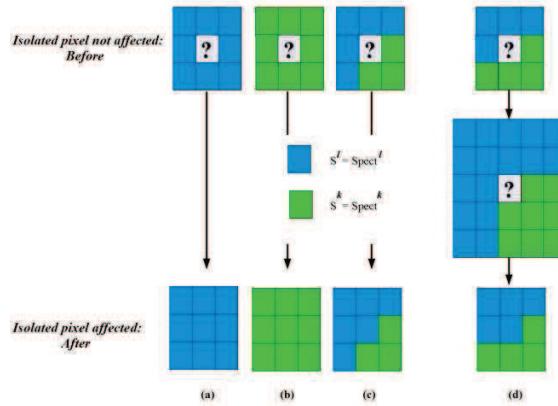 Isolated pixel not affected:
Before
?
?
?
?
S^l = Spect^l
?
S^k = Spect^k
Isolated pixel affected:
After
(a)
(b)
(c)
(d)